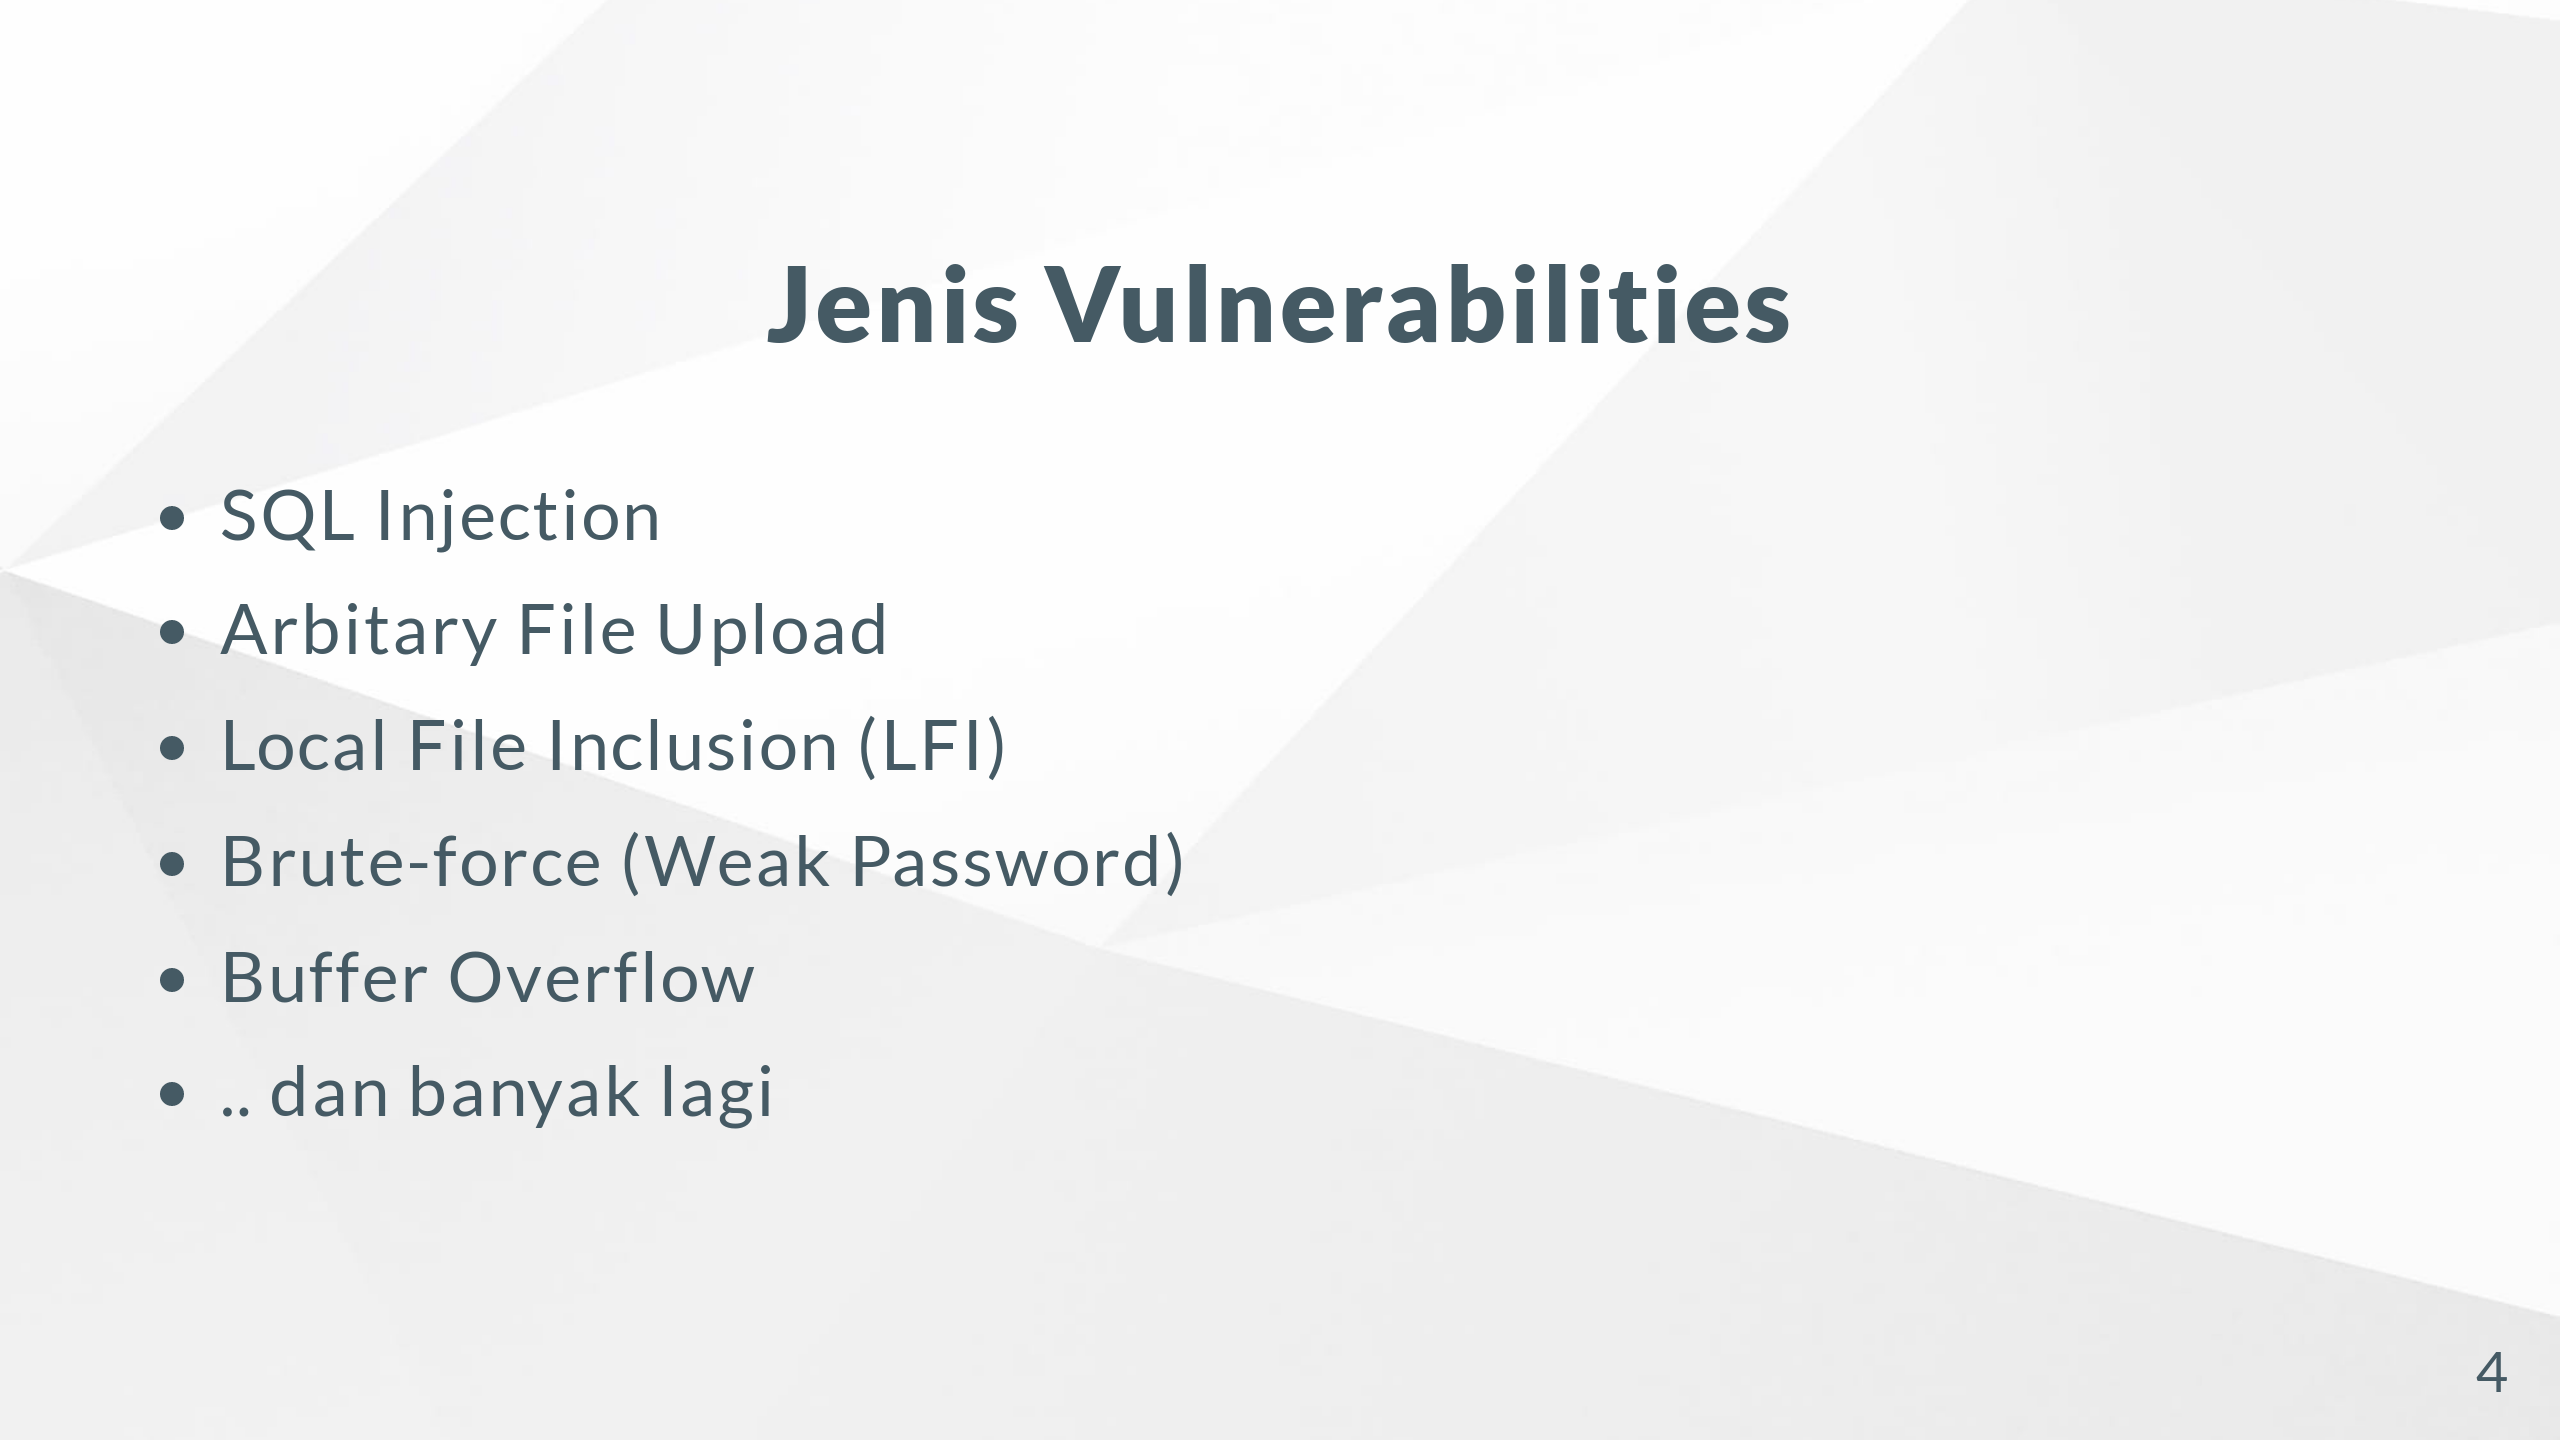 Jenis Vulnerabilities
• SQL Injection
• Arbitary File Upload
• Local File Inclusion (LFI)
• Brute-force (Weak Password)
• Buffer Overflow
• .. dan banyak lagi
4